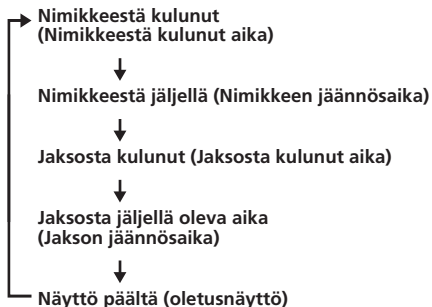 Nimikkeestä kulunut
(Nimikkeestä kulunut aika)
Nimikkeestä jäljellä (Nimikkeen jäännösaika)
Jaksosta kulunut (Jaksosta kulunut aika)
Jaksosta jäljellä oleva aika
(Jakson jäännösaika)
Näyttö päältä (oletusnäyttö)